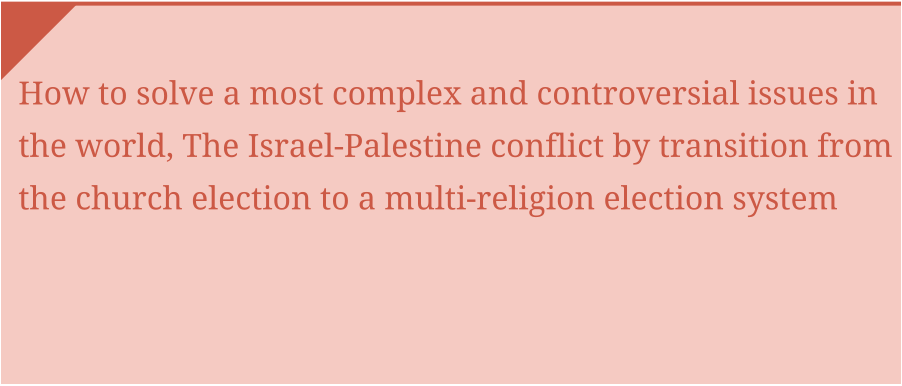 How to solve a most complex and controversial issues in
the world, The Israel-Palestine conflict by transition from
the church election to a multi-religion election system